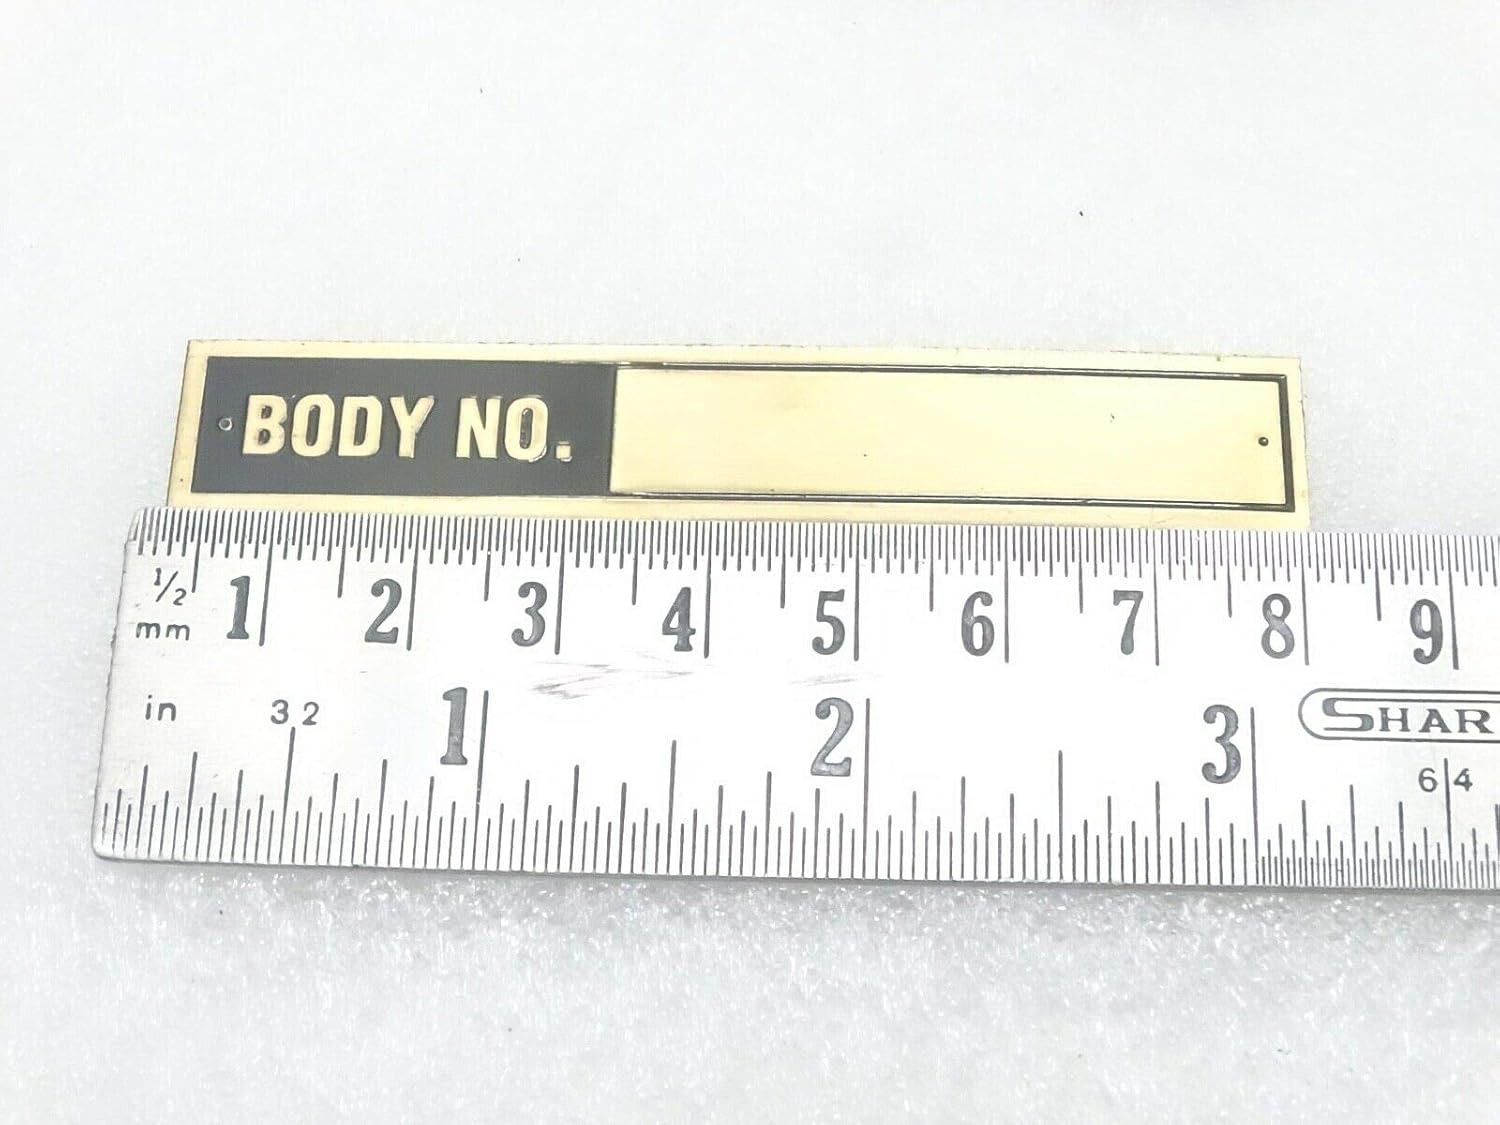 BODY NO.
1/2 1 2 3 4 5 6 7 8 9
mm
in 32 1 2 3 SHAR
64